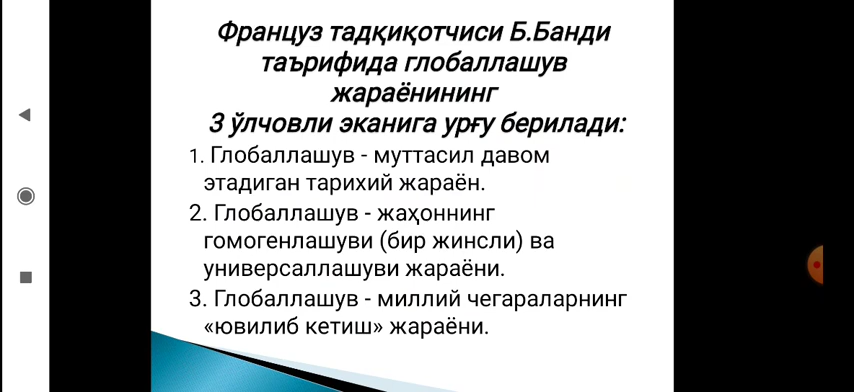 Француз тадқиқотчиси Б.Банди
таърифида глобаллашув
жараёнининг
3 ўлчовли эканига урғу берилади:
1. Глобаллашув - муттасил давом
этадиган тарихий жараён.
2. Глобаллашув - жаҳоннинг
гомогенлашуви (бир жинсли) ва
универсаллашуви жараёни.
3. Глобаллашув - миллий чегараларнинг
«ювилиб кетиш» жараёни.